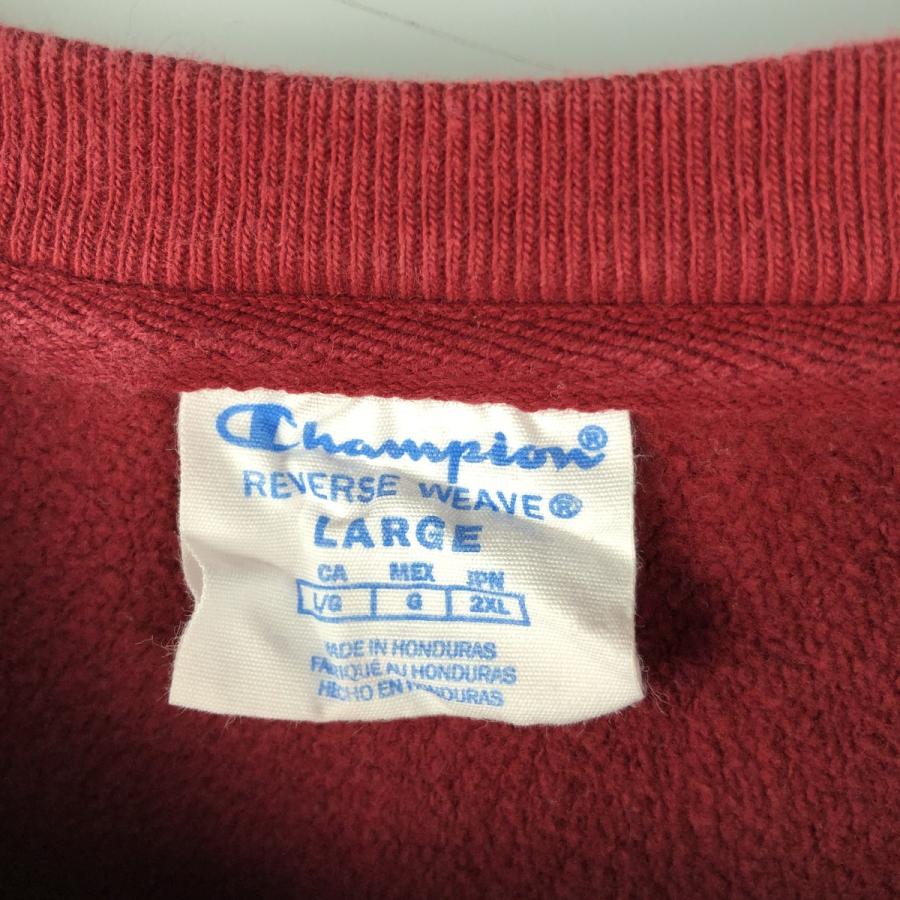 Champion®
REVERSE WEAVE®
LARGE
CA MEX JPN
L/G G 2XL
MADE IN HONDURAS
FABRIQUÉ AU HONDURAS
HECHO EN HONDURAS